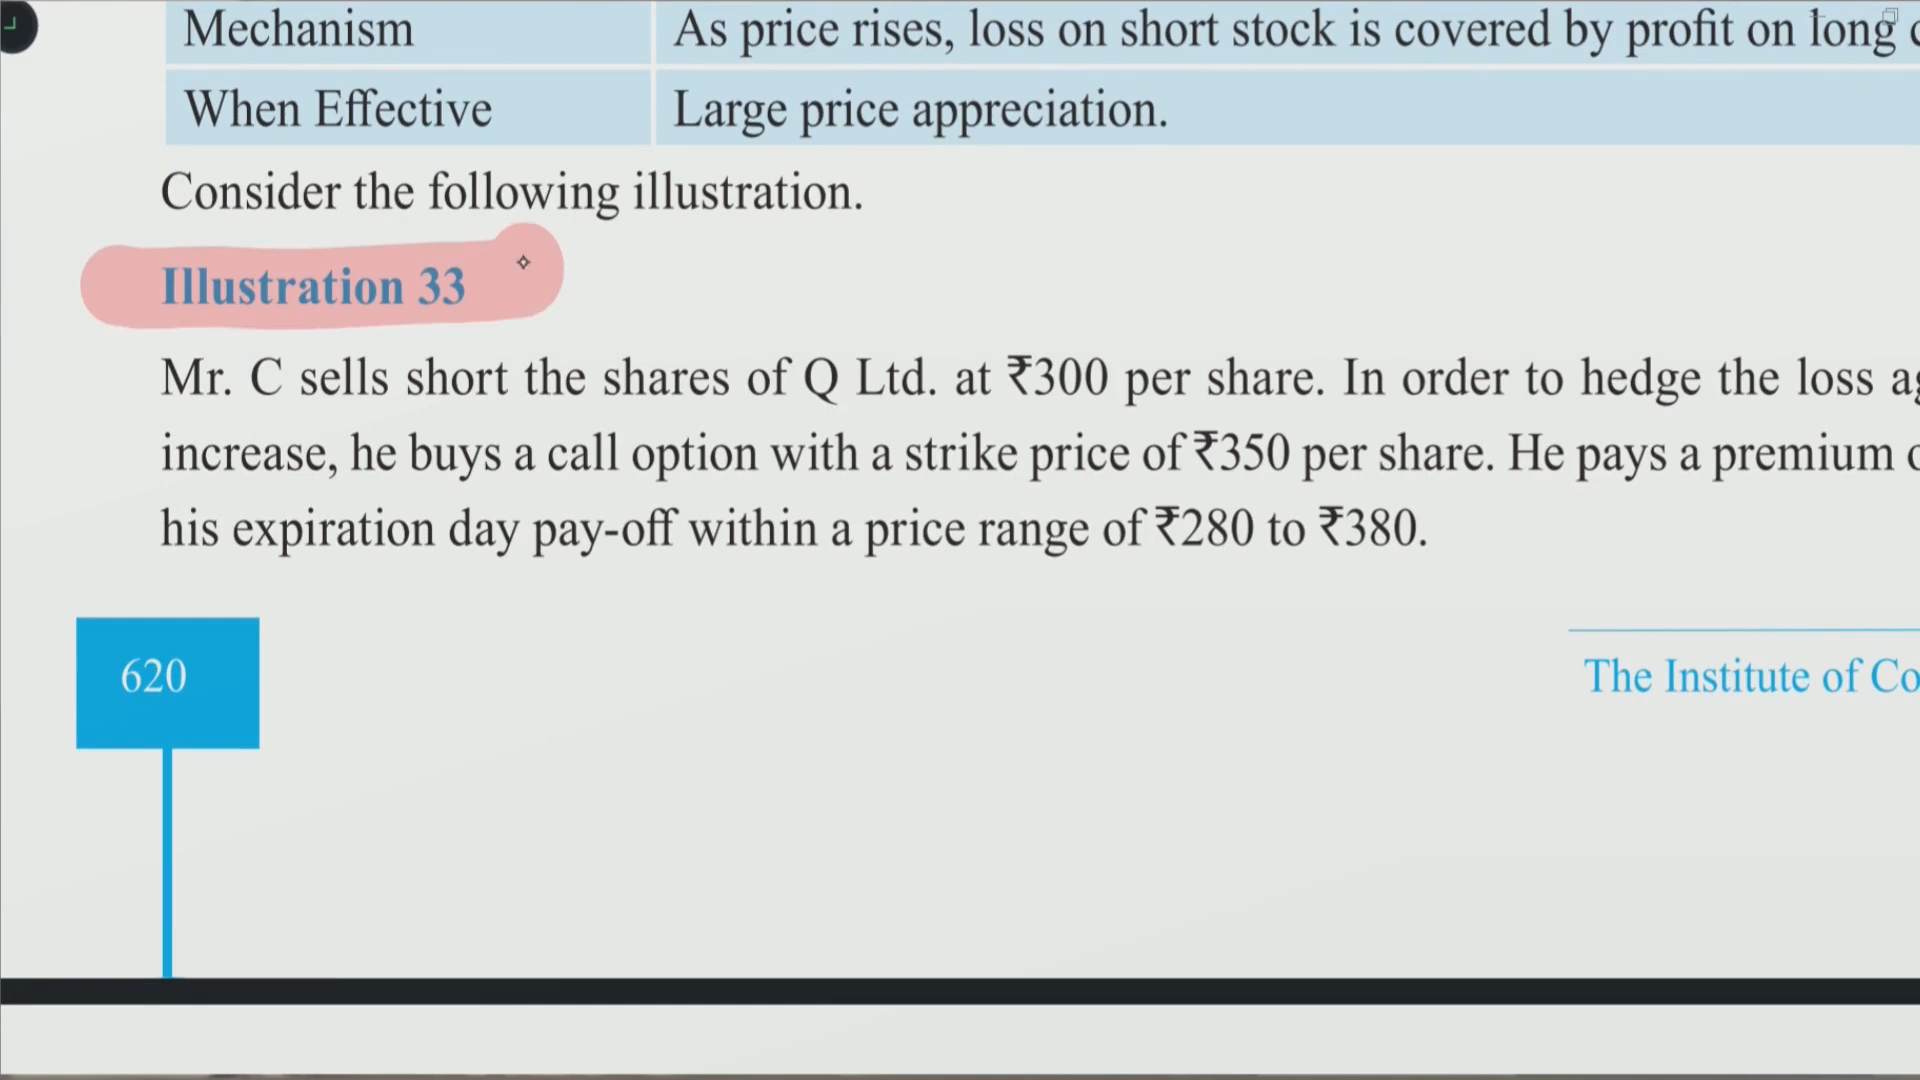 Mechanism As price rises, loss on short stock is covered by profit on long
When Effective Large price appreciation.
Consider the following illustration.
Illustration 33
Mr. C sells short the shares of Q Ltd. at ₹300 per share. In order to hedge the loss
increase, he buys a call option with a strike price of ₹350 per share. He pays a premium
his expiration day pay-off within a price range of ₹280 to ₹380.
620
The Institute of